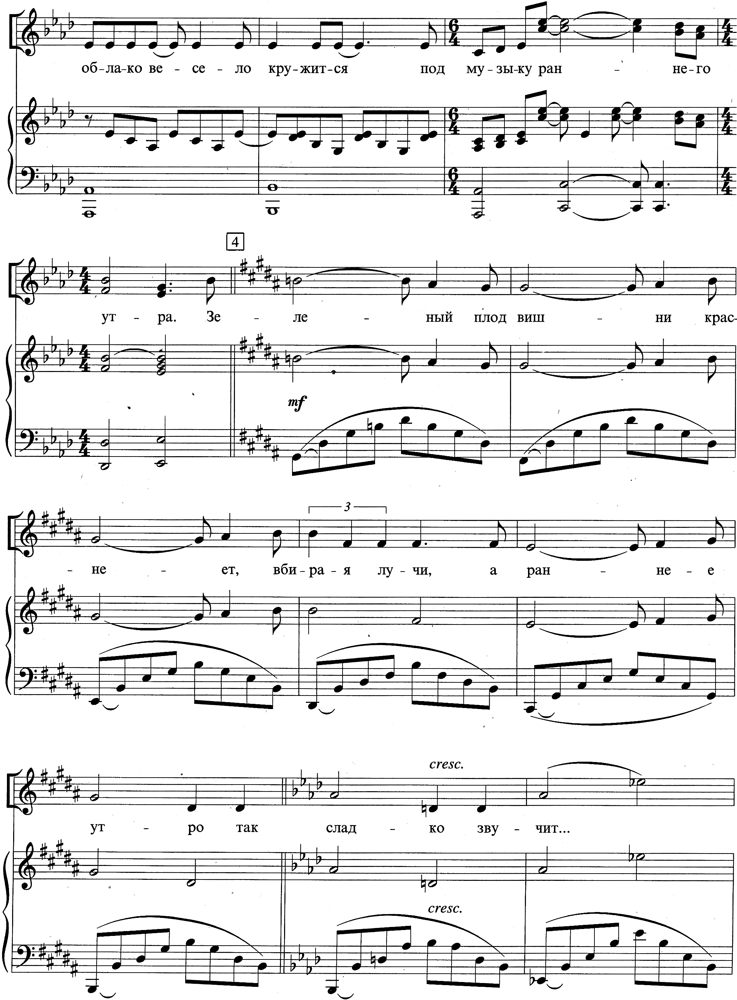 об-ла-ко ве - се - ло кру-жит-ся под му-зы-ку ран - не-го
4
ут - ра. Зе - ле - ный плод виш - ни крас-
mf
3
- не - ет, вби-ра-я лу-чи, а ран - не - е
cresc.
ут - ро так слад - ко зву - чит...
cresc.